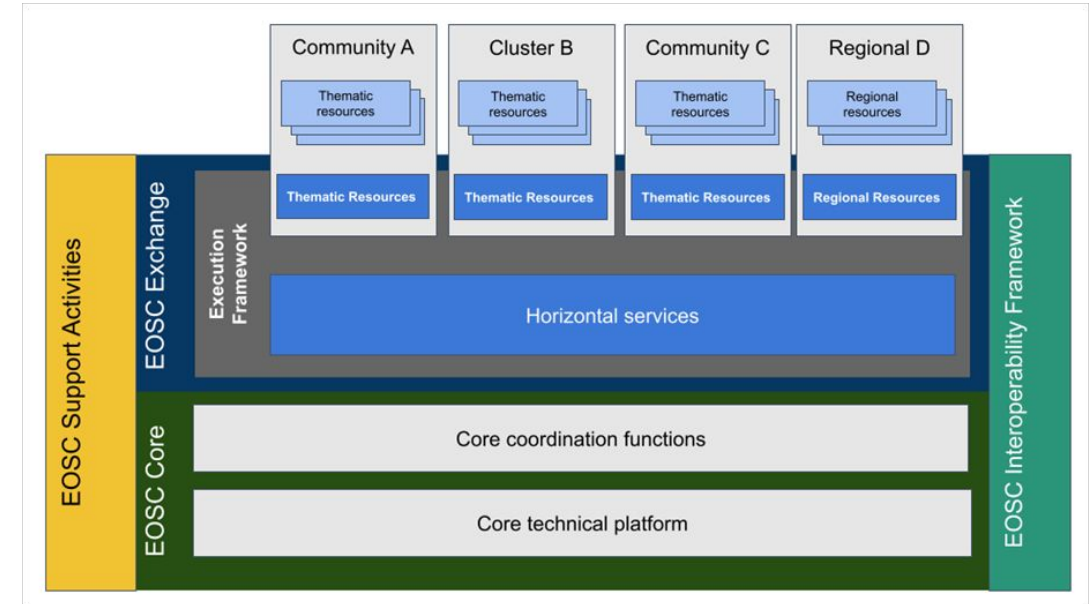 Community A
Cluster B
Community C
Regional D
Thematic
resources
Thematic
resources
Thematic
resources
Regional
resources
Thematic Resources
Thematic Resources
Thematic Resources
Regional Resources
EOSC Support Activities
EOSC Exchange
Execution
Framework
Horizontal services
EOSC Core
Core coordination functions
Core technical platform
EOSC Interoperability Framework